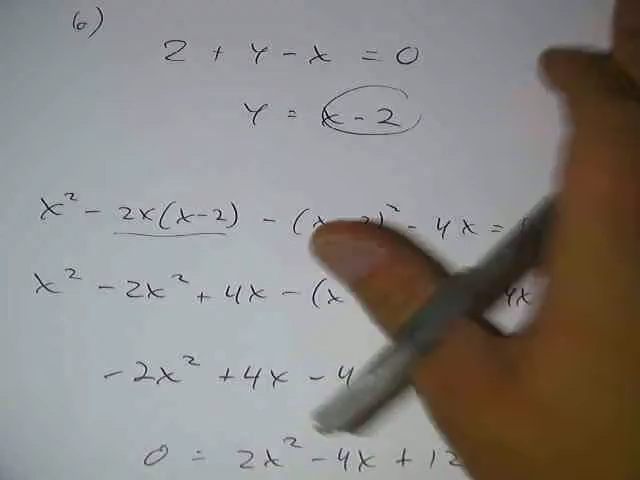 6)
2 + y - x = 0
y = x - 2
x² - 2x(x-2) - (x - 2)² - 4x =
x² - 2x² + 4x - (x 4x
- 2x² + 4x - 4
0 = 2x² - 4x + 12